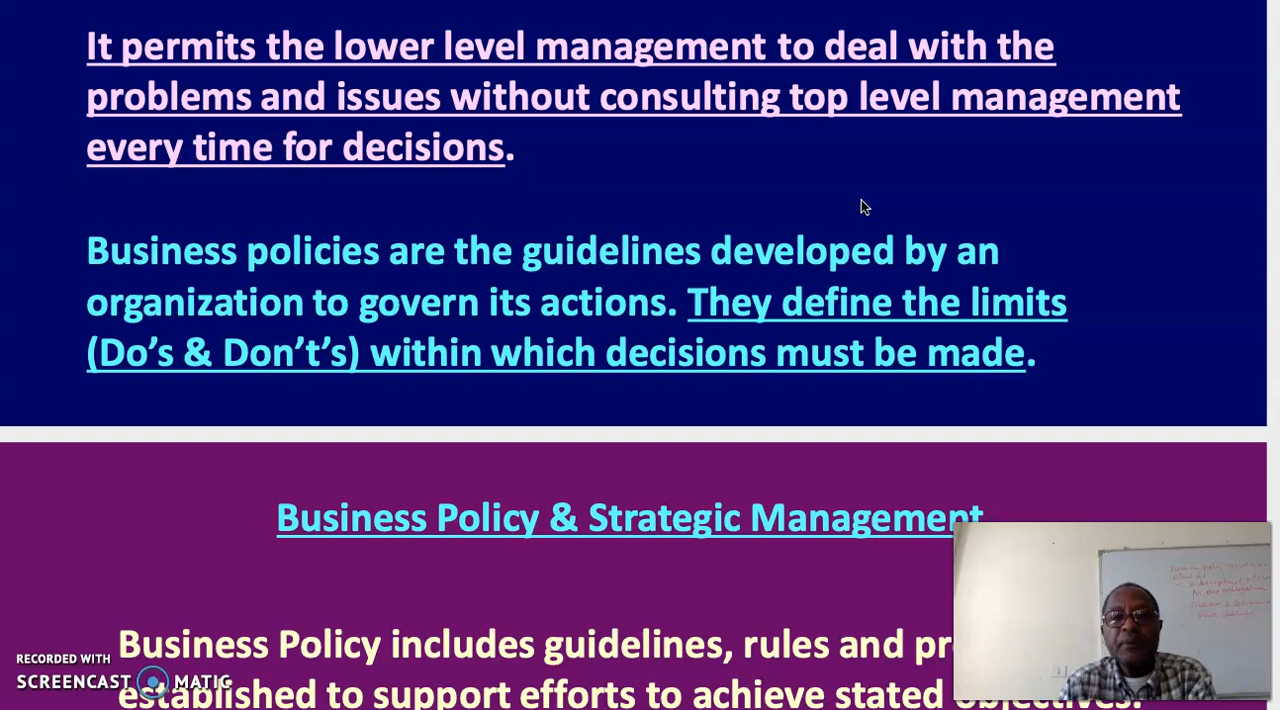 It permits the lower level management to deal with the
problems and issues without consulting top level management
every time for decisions.
Business policies are the guidelines developed by an
organization to govern its actions. They define the limits
(Do's & Don't's) within which decisions must be made.
Business Policy & Strategic Management
Business Policy includes guidelines, rules and
established to support efforts to achieve stated objectives.
RECORDED WITH
SCREENCAST MATIC